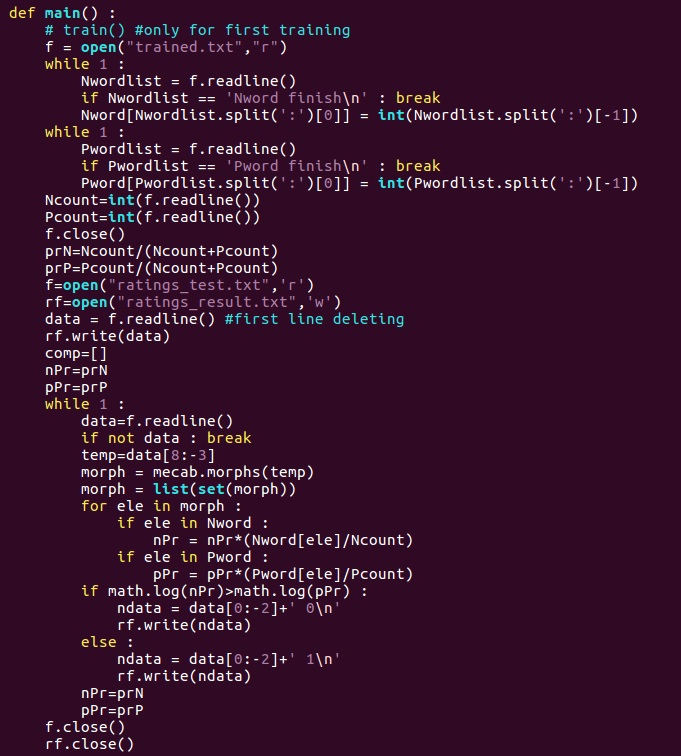 def main() :
    # train() #only for first training
    f = open("trained.txt","r")
    while 1 :
        Nwordlist = f.readline()
        if Nwordlist == 'Nword finish\n' : break
        Nword[Nwordlist.split(':')[0]] = int(Nwordlist.split(':')[-1])
    while 1 :
        Pwordlist = f.readline()
        if Pwordlist == 'Pword finish\n' : break
        Pword[Pwordlist.split(':')[0]] = int(Pwordlist.split(':')[-1])
    Ncount=int(f.readline())
    Pcount=int(f.readline())
    f.close()
    prN=Ncount/(Ncount+Pcount)
    prP=Pcount/(Ncount+Pcount)
    f=open("ratings_test.txt",'r')
    rf=open("ratings_result.txt",'w')
    data = f.readline() #first line deleting
    rf.write(data)
    comp=[]
    nPr=prN
    pPr=prP
    while 1 :
        data=f.readline()
        if not data : break
        temp=data[8:-3]
        morph = mecab.morphs(temp)
        morph = list(set(morph))
        for ele in morph :
            if ele in Nword :
                nPr = nPr*(Nword[ele]/Ncount)
            if ele in Pword :
                pPr = pPr*(Pword[ele]/Pcount)
        if math.log(nPr)>math.log(pPr) :
            ndata = data[0:-2]+' 0\n'
            rf.write(ndata)
        else :
            ndata = data[0:-2]+' 1\n'
            rf.write(ndata)
        nPr=prN
        pPr=prP
    f.close()
    rf.close()